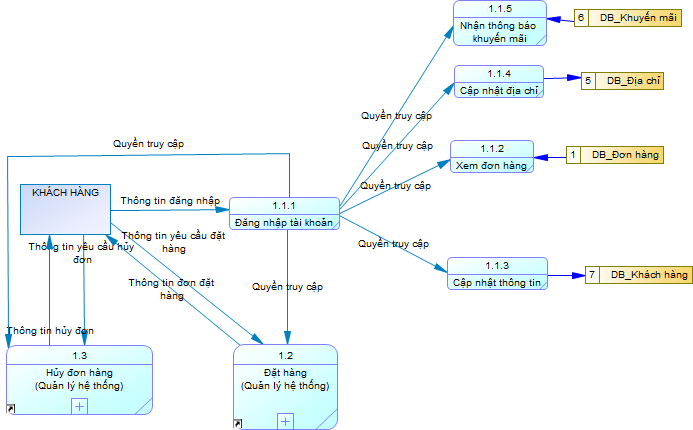 1.1.5
Nhận thông báo
khuyến mãi
6 DB_Khuyến mãi
1.1.4
Cập nhật địa chỉ
5 DB_Địa chỉ
Quyền truy cập
Quyền truy cập
Quyền truy cập
1.1.2
Xem đơn hàng
1 DB_Đơn hàng
Quyền truy cập
KHÁCH HÀNG
Thông tin đăng nhập
1.1.1
Đăng nhập tài khoản
Thông tin yêu cầu đặt
hàng
Thông tin yêu cầu hủy
đơn
Quyền truy cập
1.1.3
Cập nhật thông tin
7 DB_Khách hàng
Thông tin đơn đặt
hàng
Quyền truy cập
Thông tin hủy đơn
1.3
Hủy đơn hàng
(Quản lý hệ thống)
1.2
Đặt hàng
(Quản lý hệ thống)